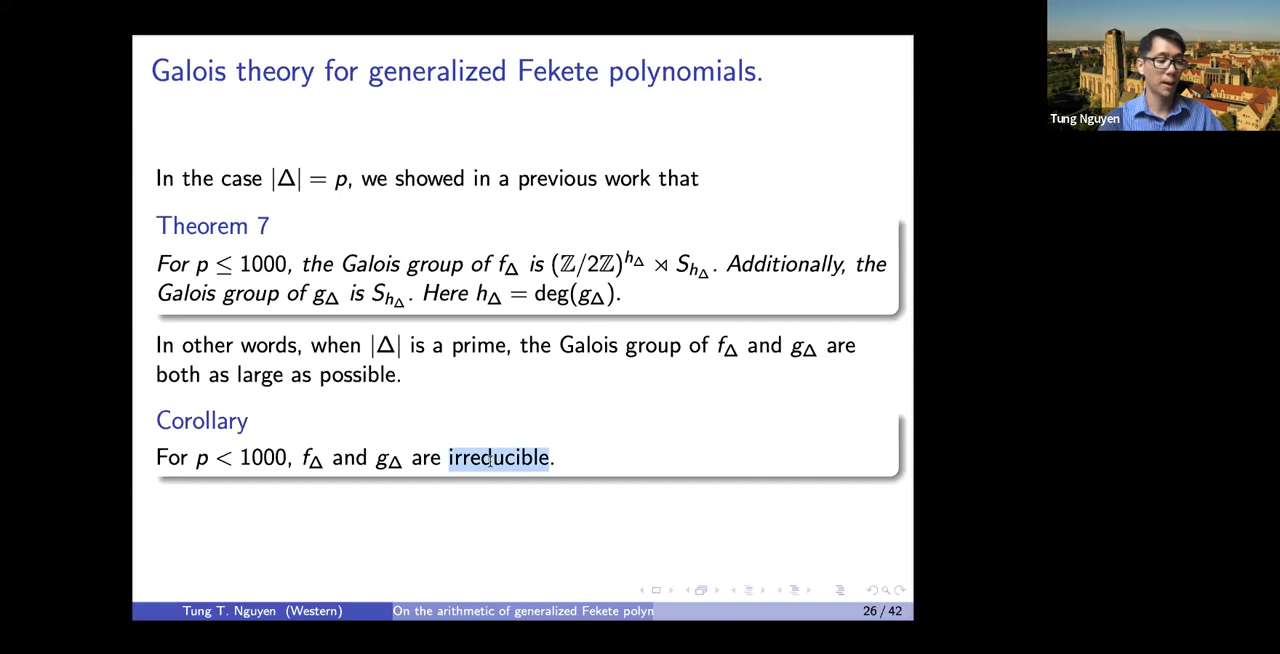 Galois theory for generalized Fekete polynomials.
In the case |Δ| = p, we showed in a previous work that
Theorem 7
For p ≤ 1000, the Galois group of f_Δ is (ℤ/2ℤ)^{h_Δ} ⋊ S_{h_Δ}. Additionally, the
Galois group of g_Δ is S_{h_Δ}. Here h_Δ = deg(g_Δ).
In other words, when |Δ| is a prime, the Galois group of f_Δ and g_Δ are
both as large as possible.
Corollary
For p < 1000, f_Δ and g_Δ are irreducible.
Tung T. Nguyen (Western)
On the arithmetic of generalized Fekete polyn
26 / 42
Tung Nguyen